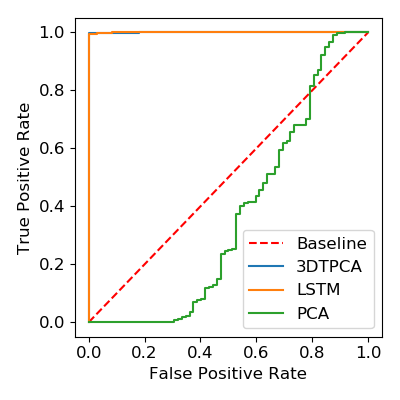 1.0
0.8
0.6
0.4
0.2
0.0
True Positive Rate
Baseline
3DTPCA
LSTM
PCA
0.0 0.2 0.4 0.6 0.8 1.0
False Positive Rate